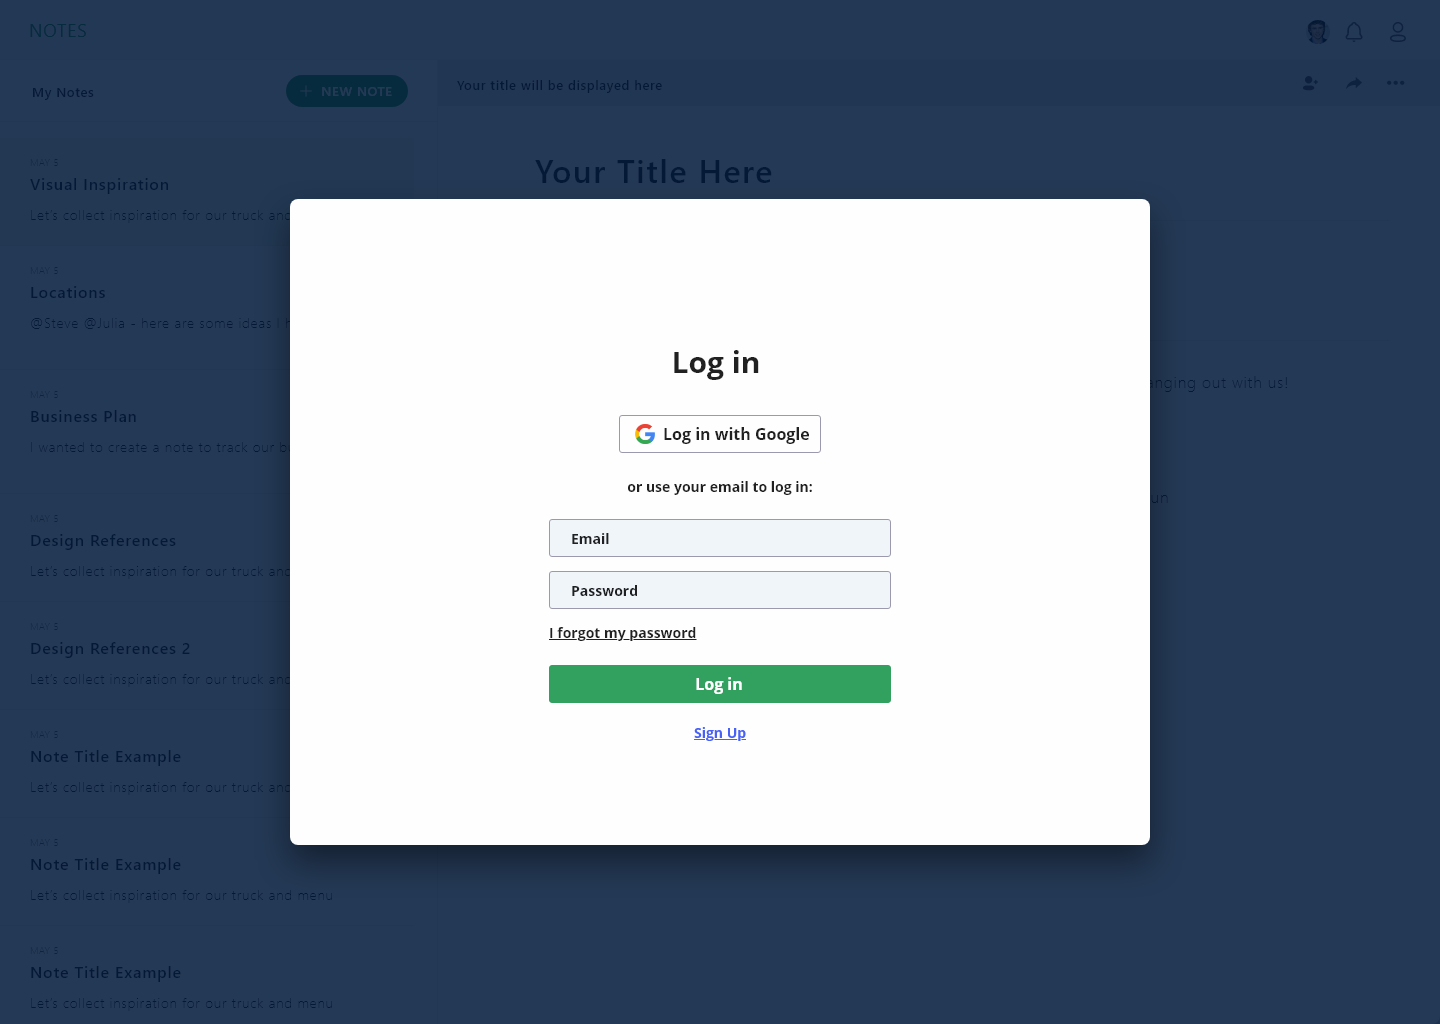 NOTES
My Notes
+ NEW NOTE
Your title will be displayed here
MAY 5
Visual Inspiration
Let's collect inspiration for our truck and
MAY 5
Locations
@Steve @Julia - here are some ideas I
MAY 5
Business Plan
I wanted to create a note to track our
MAY 5
Design References
Let's collect inspiration for our truck and
MAY 5
Design References 2
Let's collect inspiration for our truck and
MAY 5
Note Title Example
Let's collect inspiration for our truck and
MAY 5
Note Title Example
Let's collect inspiration for our truck and menu
MAY 5
Note Title Example
Let's collect inspiration for our truck and menu
Your Title Here
out with us!
Log in
Log in with Google
or use your email to log in:
Email
Password
I forgot my password
Log in
Sign Up